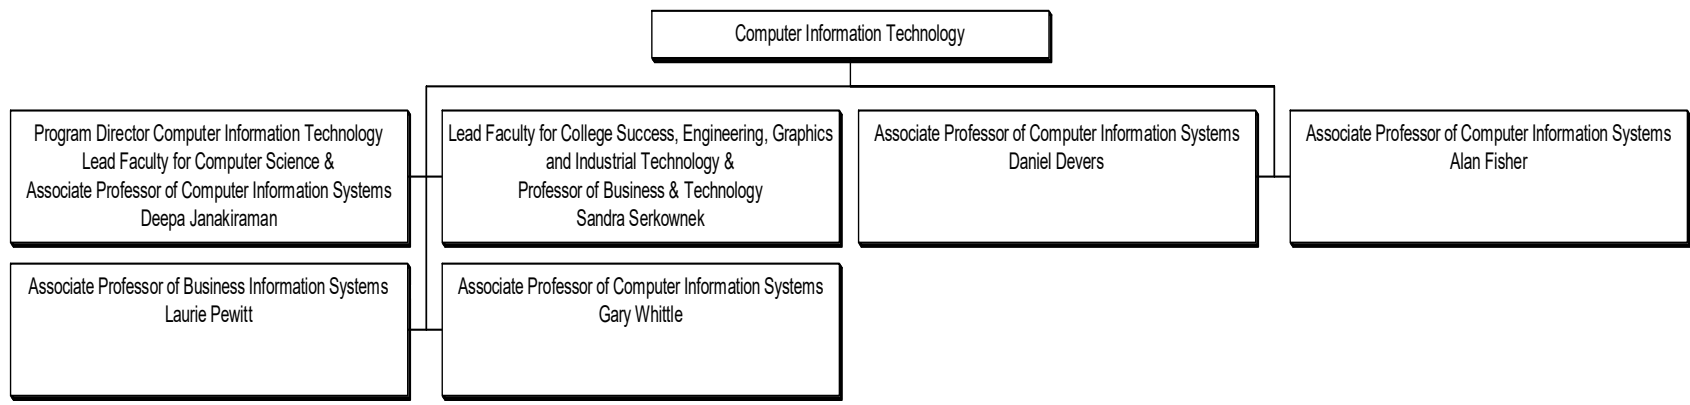 Computer Information Technology
Program Director Computer Information Technology
Lead Faculty for Computer Science &
Associate Professor of Computer Information Systems
Deepa Janakiraman
Lead Faculty for College Success, Engineering, Graphics
and Industrial Technology &
Professor of Business & Technology
Sandra Serkownek
Associate Professor of Computer Information Systems
Daniel Devers
Associate Professor of Computer Information Systems
Alan Fisher
Associate Professor of Business Information Systems
Laurie Pewitt
Associate Professor of Computer Information Systems
Gary Whittle